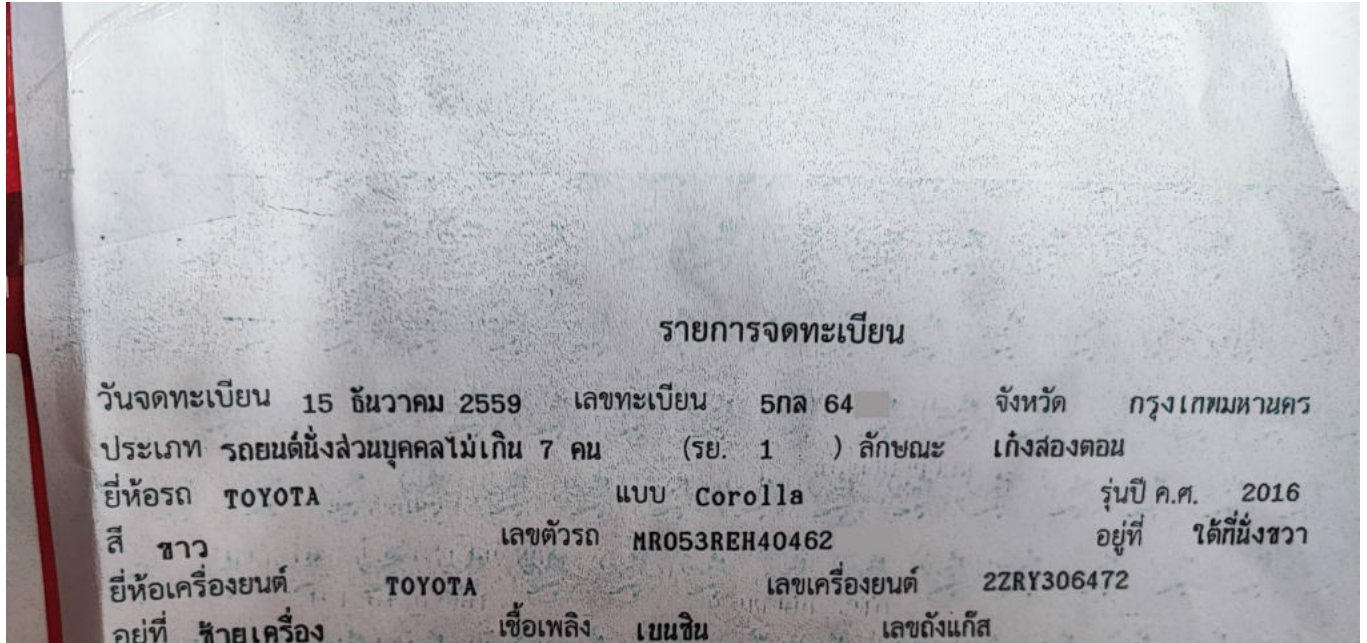 รายการจดทะเบียน
วันจดทะเบียน 15 ธันวาคม 2559 เลขทะเบียน 5กล 64 จังหวัด กรุงเทพมหานคร
ประเภท รถยนต์นั่งส่วนบุคคลไม่เกิน 7 คน (รย. 1 ) ลักษณะ เก๋งสองตอน
ยี่ห้อรถ TOYOTA แบบ Corolla รุ่นปี ค.ศ. 2016
สี ขาว เลขตัวรถ MR053REH40462 อยู่ที่ ใต้ที่นั่งขวา
ยี่ห้อเครื่องยนต์ TOYOTA เลขเครื่องยนต์ 2ZRY306472
อยู่ที่ ซ้ายเครื่อง เชื้อเพลิง เบนซิน เลขถังแก๊ส